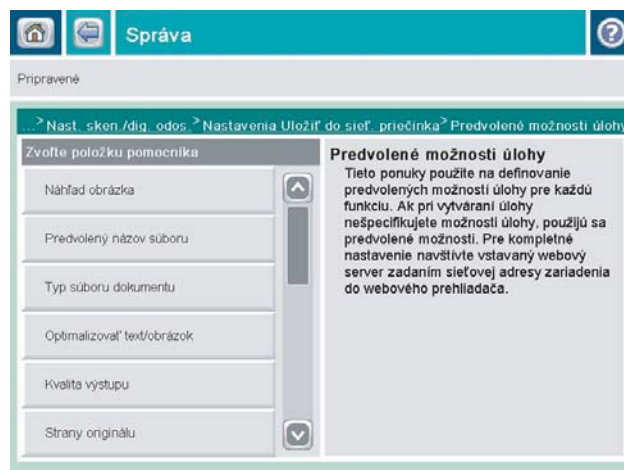 Správa
Pripravené
...> Nast. sken./dig. odos.> Nastavenia Uložiť do sieť. priečinka> Predvolené možnosti úlohy
Zvoľte položku pomocníka
Náhľad obrázka
Predvolený názov súboru
Typ súboru dokumentu
Optimalizovať text/obrázok
Kvalita výstupu
Strany originálu
Predvolené možnosti úlohy
Tieto ponuky použite na definovanie
predvolených možností úlohy pre každú
funkciu. Ak pri vytváraní úlohy
nešpecifikujete možnosti úlohy, použijú sa
predvolené možnosti. Pre kompletné
nastavenie navštívte vstavaný webový
server zadaním sieťovej adresy zariadenia
do webového prehliadača.